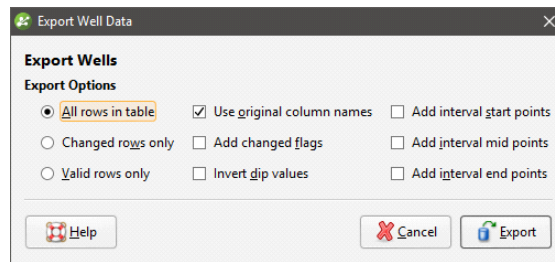 Export Well Data
Export Wells
Export Options
All rows in table Use original column names Add interval start points
Changed rows only Add changed flags Add interval mid points
Valid rows only Invert dip values Add interval end points
Help Cancel Export